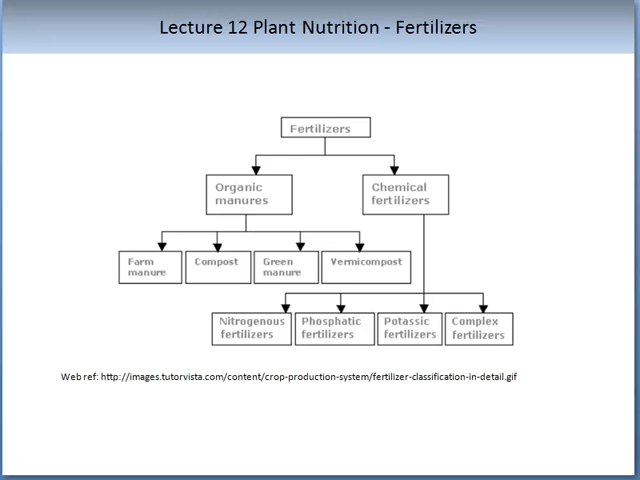 Lecture 12 Plant Nutrition - Fertilizers
Fertilizers
Organic
manures
Chemical
fertilizers
Farm
manure
Compost
Green
manure
Vermicompost
Nitrogenous
fertilizers
Phosphatic
fertilizers
Potassic
fertilizers
Complex
fertilizers
Web ref: http://images.tutorvista.com/content/crop-production-system/fertilizer-classification-in-detail.gif